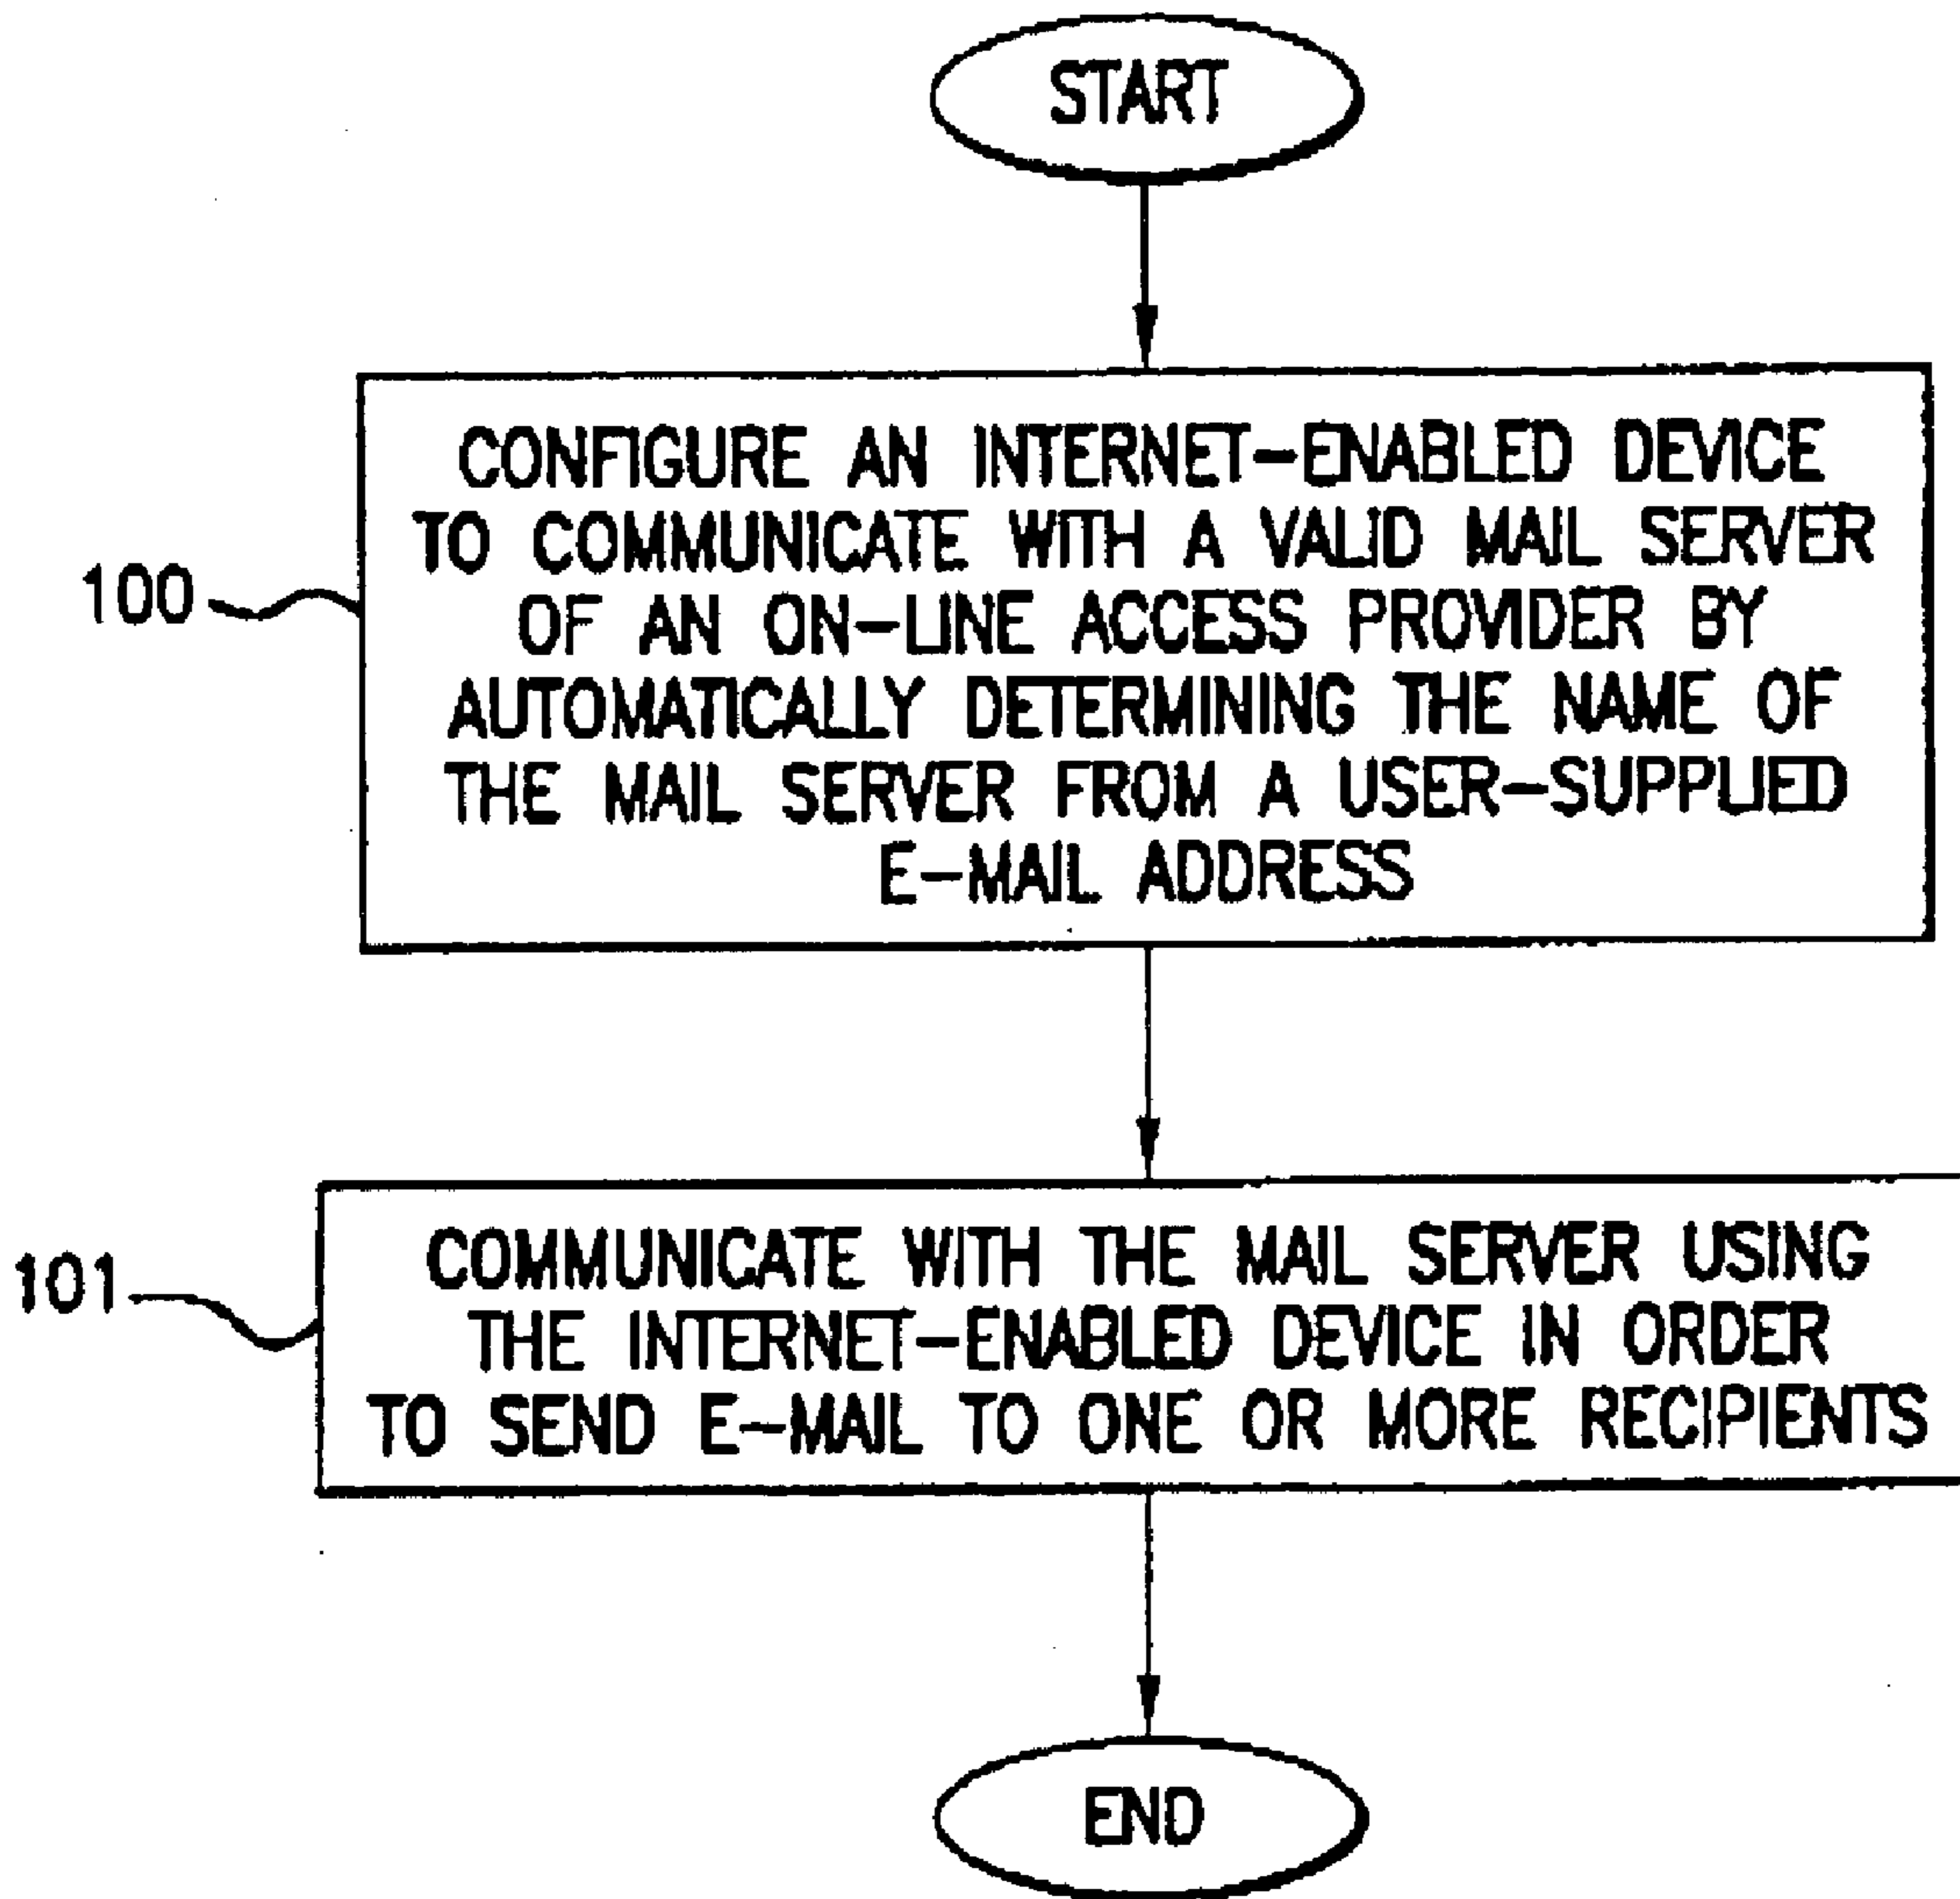 START
CONFIGURE AN INTERNET-ENABLED DEVICE
TO COMMUNICATE WITH A VALID MAIL SERVER
OF AN ON-LINE ACCESS PROVIDER BY
AUTOMATICALLY DETERMINING THE NAME OF
THE MAIL SERVER FROM A USER-SUPPLIED
E-MAIL ADDRESS
100
COMMUNICATE WITH THE MAIL SERVER USING
THE INTERNET-ENABLED DEVICE IN ORDER
TO SEND E-MAIL TO ONE OR MORE RECIPIENTS
101
END